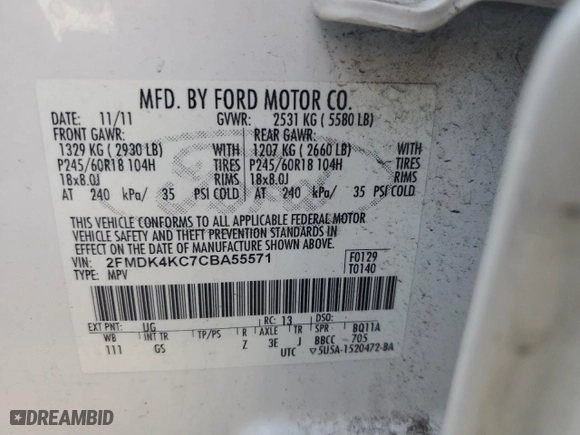 MFD. BY FORD MOTOR CO.
DATE: 11/11 GVWR: 2531 KG ( 5580 LB)
FRONT GAWR: REAR GAWR:
1329 KG ( 2930 LB) WITH 1207 KG ( 2660 LB) WITH
P245/60R18 104H TIRES P245/60R18 104H TIRES
18x8.0J RIMS 18x8.0J RIMS
AT 240 kPa/ 35 PSI COLD AT 240 kPa/ 35 PSI COLD
THIS VEHICLE CONFORMS TO ALL APPLICABLE FEDERAL MOTOR
VEHICLE SAFETY AND THEFT PREVENTION STANDARDS IN
EFFECT ON THE DATE OF MANUFACTURE SHOWN ABOVE.
VIN: 2FMDK4KC7CBA55571 F0129
TYPE: MPV T0140
EXT PNT: UG RC: 13 DSO:
WB INT TR TP/PS R AXLE TR SPR BQ11A
111 GS Z 3E J BBCC 705
UTC ▽5USA-1520472-BA
Ford
DREAMBID